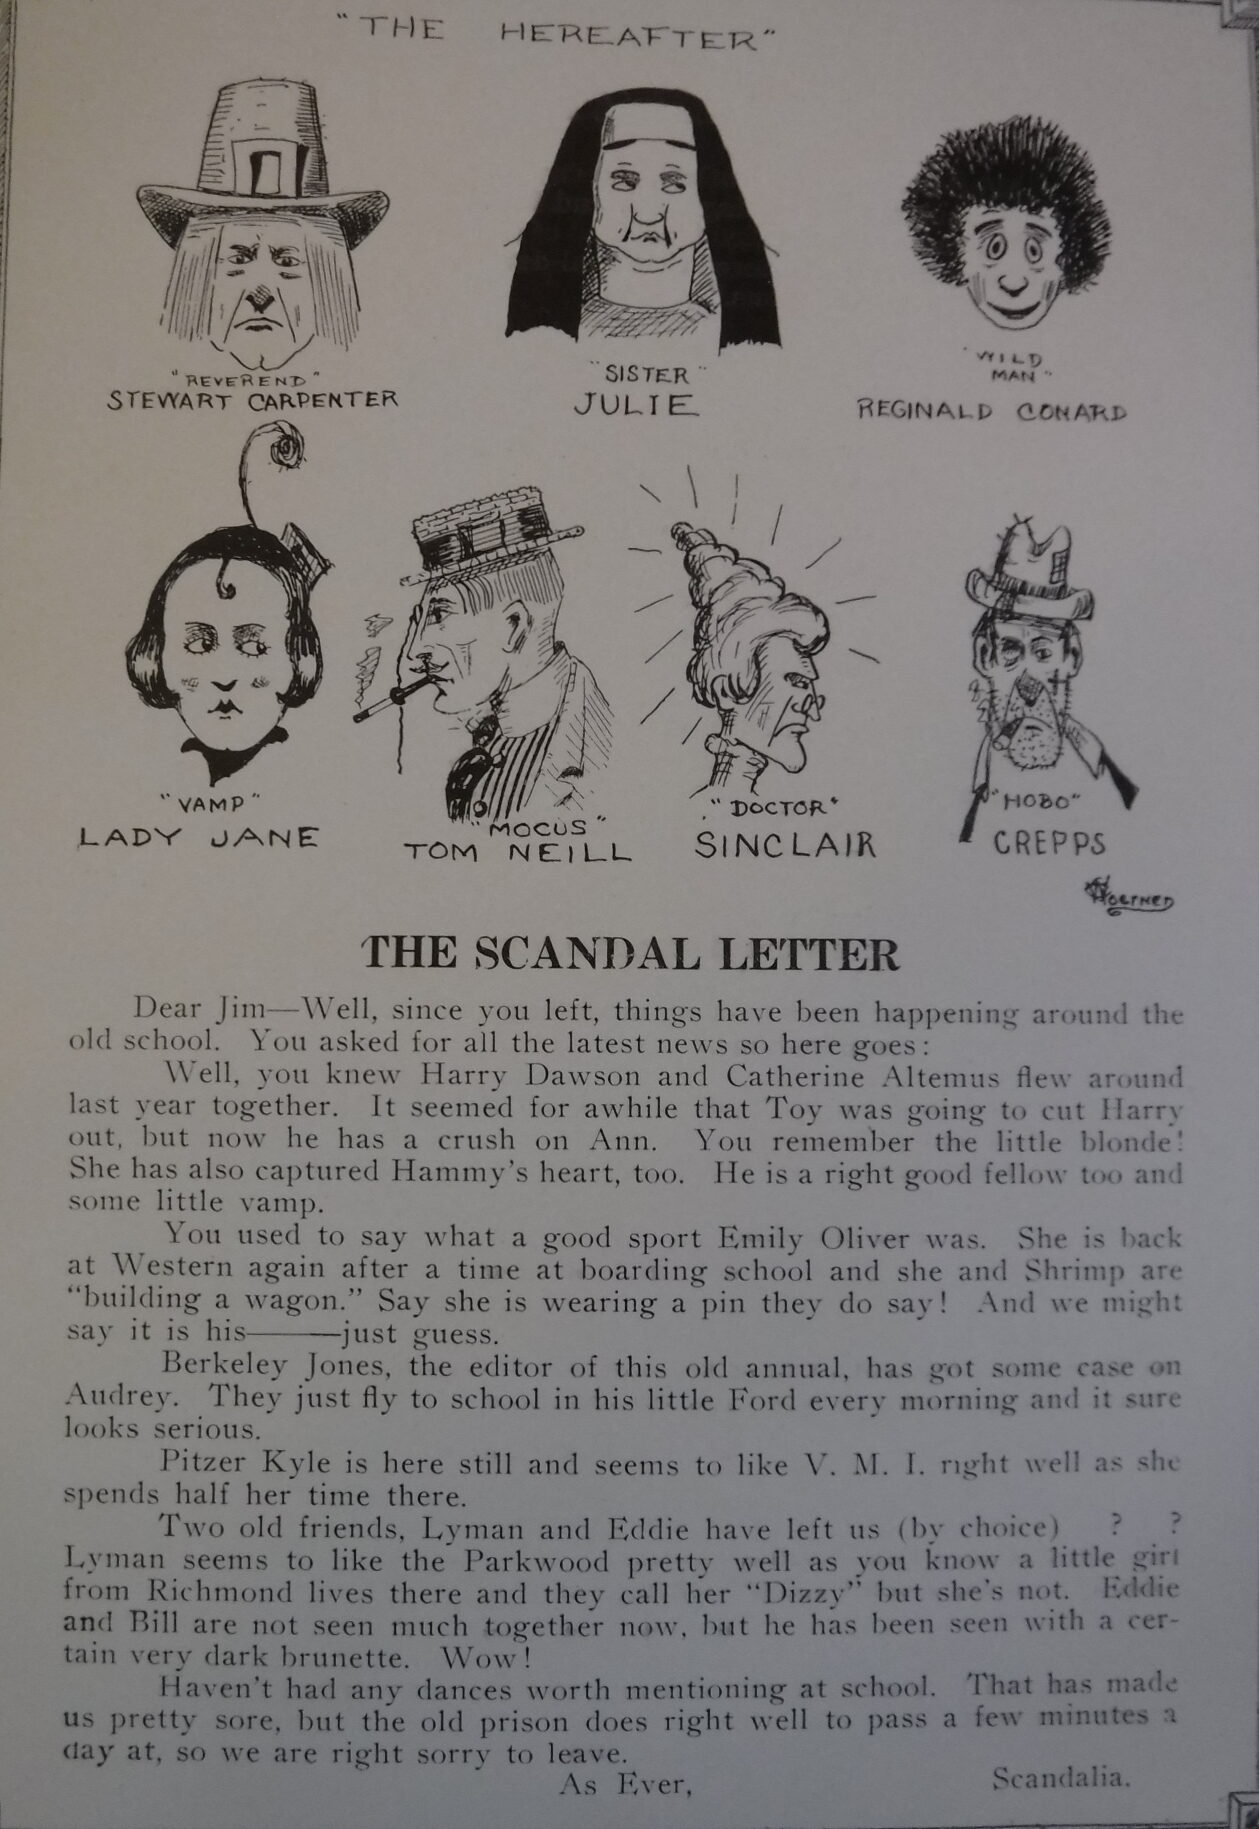 "THE HEREAFTER"
"REVEREND"
STEWART CARPENTER
"SISTER"
JULIE
"WILD
MAN"
REGINALD CONARD
"VAMP"
LADY JANE
"MOCUS"
TOM NEILL
"DOCTOR"
SINCLAIR
"HOBO"
CREPPS
THE SCANDAL LETTER
Dear Jim—Well, since you left, things have been happening around the
old school. You asked for all the latest news so here goes:
Well, you knew Harry Dawson and Catherine Altemus flew around
last year together. It seemed for awhile that Toy was going to cut Harry
out, but now he has a crush on Ann. You remember the little blonde!
She has also captured Hammy's heart, too. He is a right good fellow too and
some little vamp.
You used to say what a good sport Emily Oliver was. She is back
at Western again after a time at boarding school and she and Shrimp are
"building a wagon." Say she is wearing a pin they do say! And we might
say it is his———just guess.
Berkeley Jones, the editor of this old annual, has got some case on
Audrey. They just fly to school in his little Ford every morning and it sure
looks serious.
Pitzer Kyle is here still and seems to like V. M. I. right well as she
spends half her time there.
Two old friends, Lyman and Eddie have left us (by choice) ? ?
Lyman seems to like the Parkwood pretty well as you know a little girl
from Richmond lives there and they call her "Dizzy" but she's not. Eddie
and Bill are not seen much together now, but he has been seen with a cer-
tain very dark brunette. Wow!
Haven't had any dances worth mentioning at school. That has made
us pretty sore, but the old prison does right well to pass a few minutes a
day at, so we are right sorry to leave.
As Ever, Scandalia.